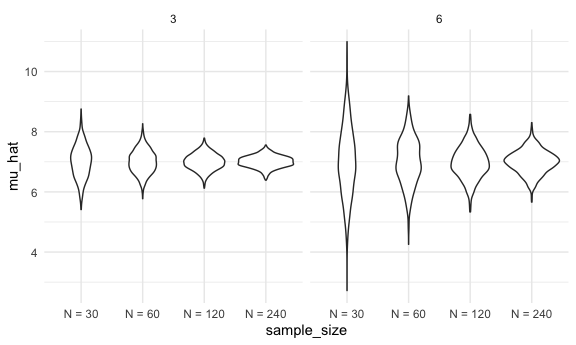 3
6
10
8
6
4
mu_hat
N = 30
N = 60
N = 120
N = 240
N = 30
N = 60
N = 120
N = 240
sample_size